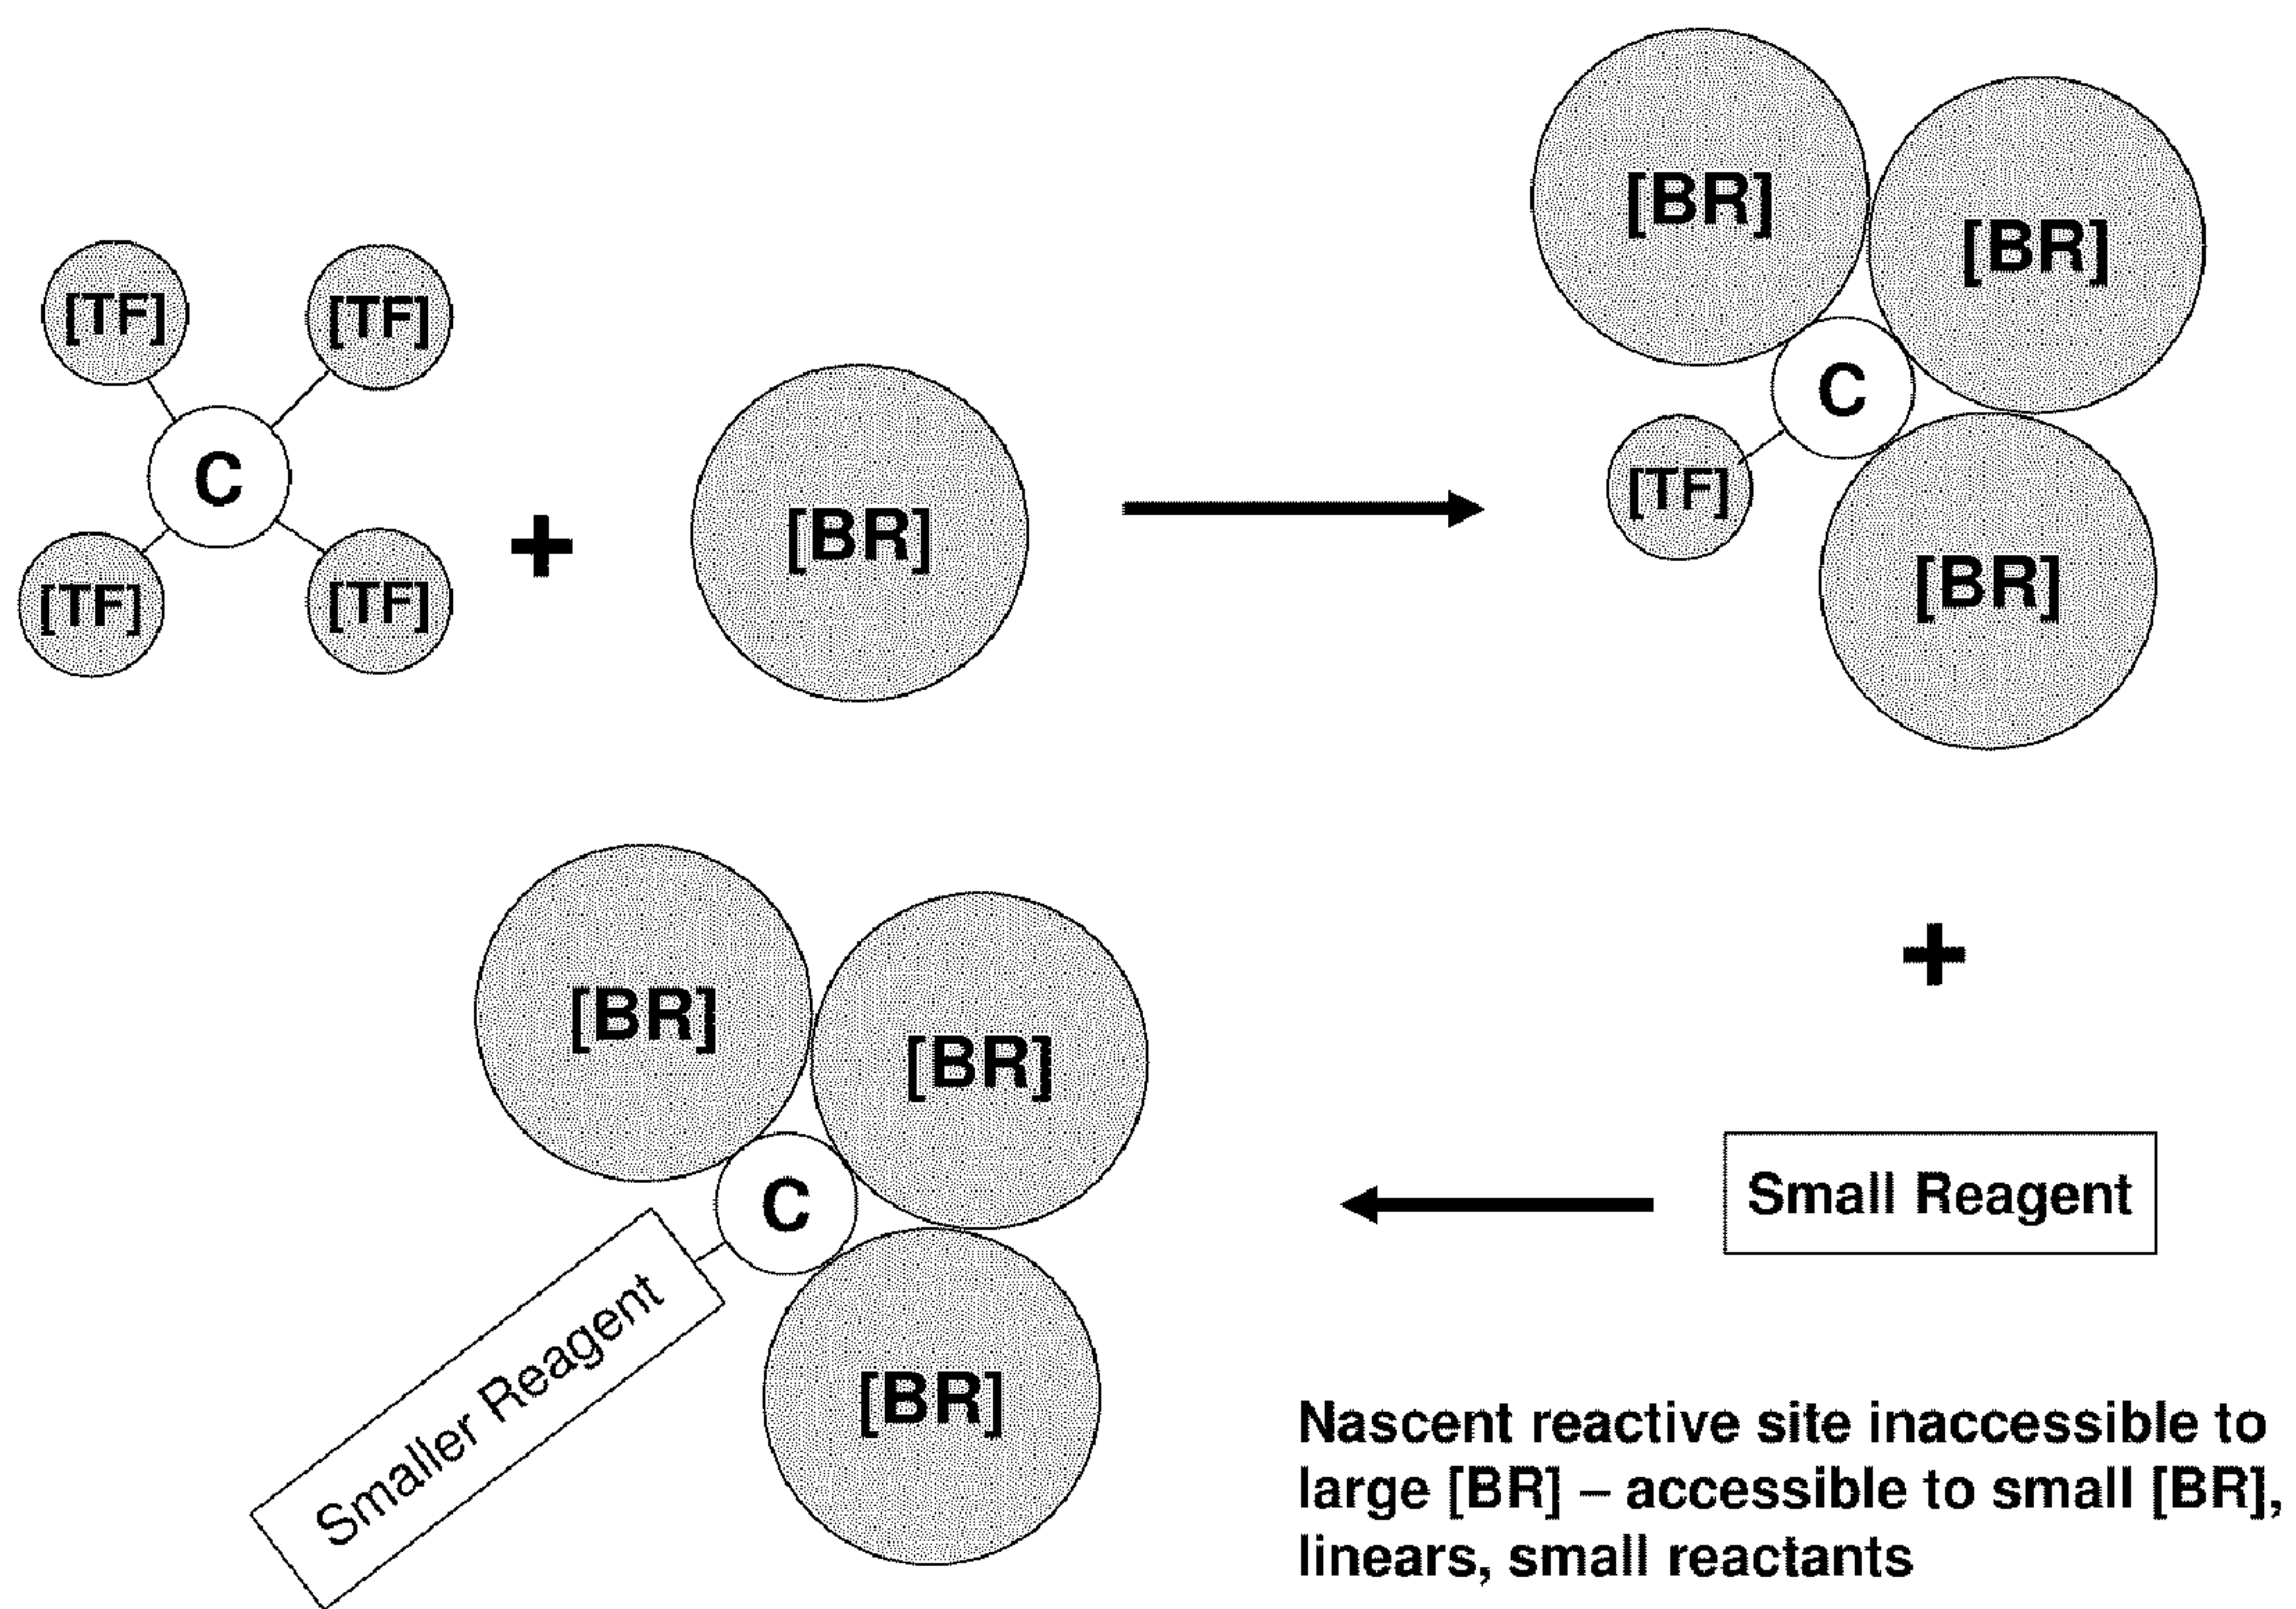 [TF]
[TF]
C
[TF]
[TF]
+
[BR]
[BR]
[BR]
C
[TF]
[BR]
+
Small Reagent
[BR]
[BR]
C
[BR]
Smaller Reagent
Nascent reactive site inaccessible to
large [BR] – accessible to small [BR],
linears, small reactants